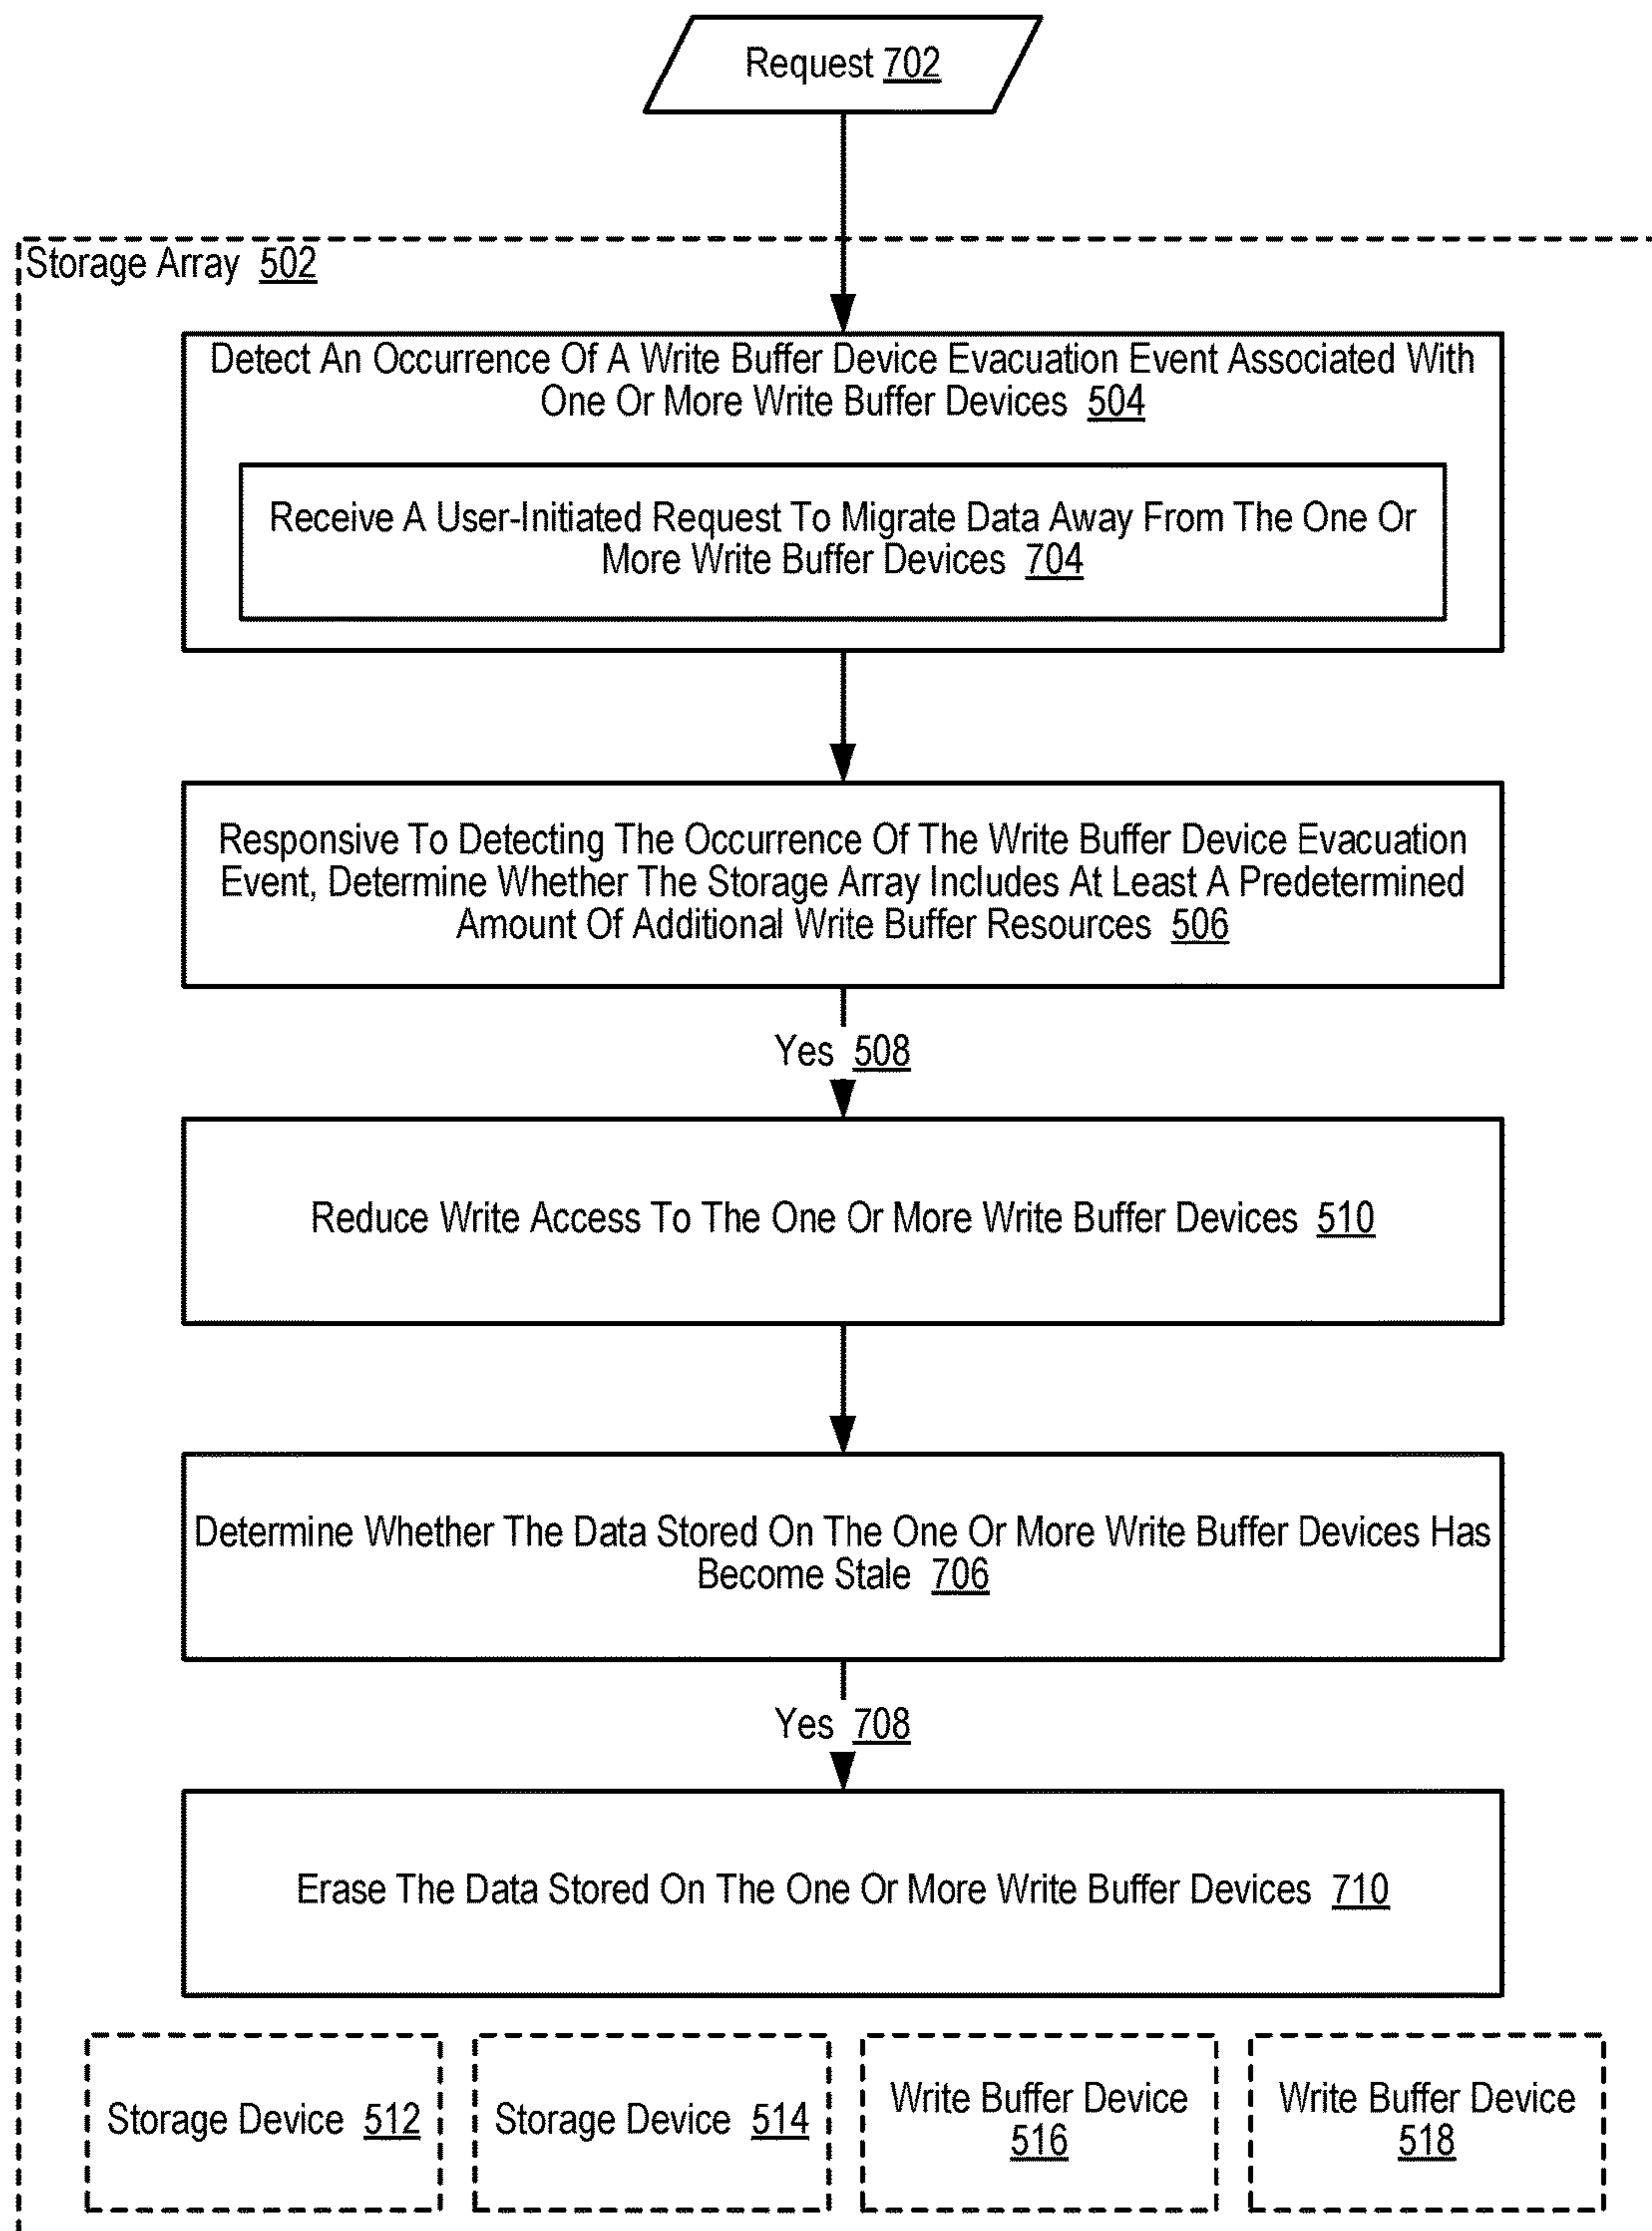 Request 702
Storage Array 502
Detect An Occurrence Of A Write Buffer Device Evacuation Event Associated With
One Or More Write Buffer Devices 504
Receive A User-Initiated Request To Migrate Data Away From The One Or
More Write Buffer Devices 704
Responsive To Detecting The Occurrence Of The Write Buffer Device Evacuation
Event, Determine Whether The Storage Array Includes At Least A Predetermined
Amount Of Additional Write Buffer Resources 506
Yes 508
Reduce Write Access To The One Or More Write Buffer Devices 510
Determine Whether The Data Stored On The One Or More Write Buffer Devices Has
Become Stale 706
Yes 708
Erase The Data Stored On The One Or More Write Buffer Devices 710
Storage Device 512
Storage Device 514
Write Buffer Device
516
Write Buffer Device
518